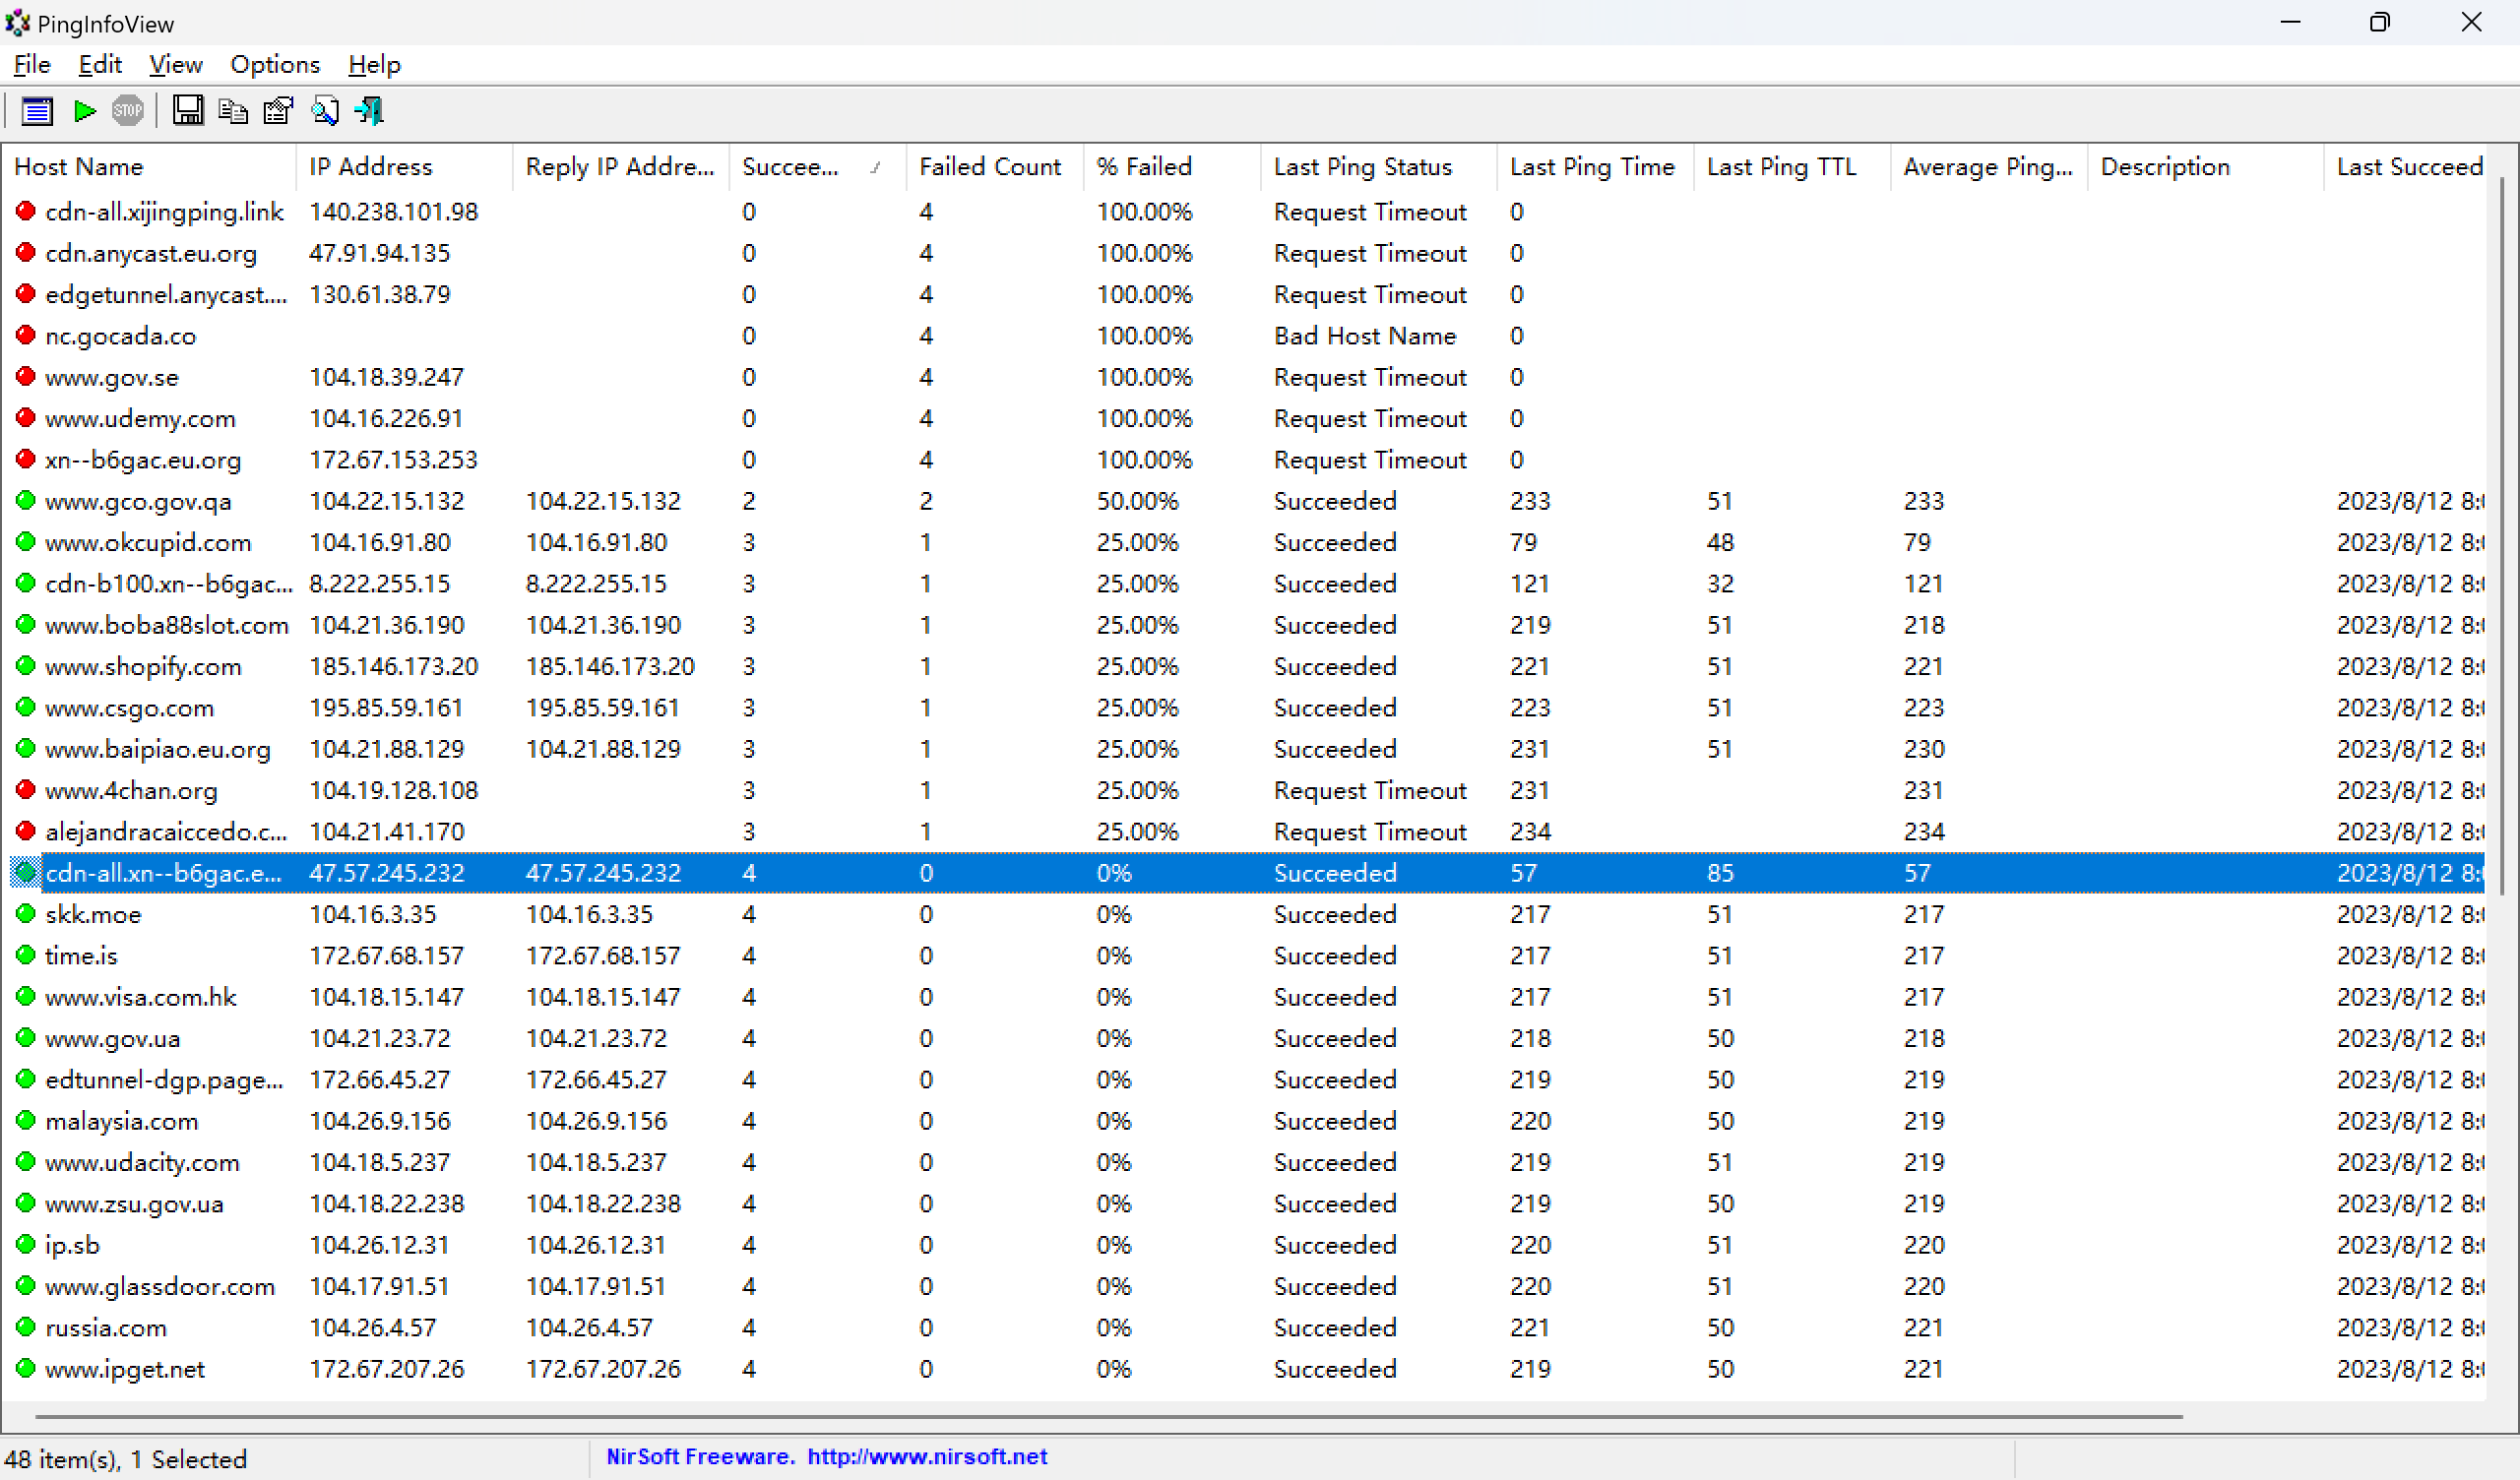 PingInfoView
File Edit View Options Help
STOP
Host Name IP Address Reply IP Addre... Succee... Failed Count % Failed Last Ping Status Last Ping Time Last Ping TTL Average Ping... Description Last Succeed
cdn-all.xijingping.link 140.238.101.98 0 4 100.00% Request Timeout 0
cdn.anycast.eu.org 47.91.94.135 0 4 100.00% Request Timeout 0
edgetunnel.anycast.... 130.61.38.79 0 4 100.00% Request Timeout 0
nc.gocada.co 0 4 100.00% Bad Host Name 0
www.gov.se 104.18.39.247 0 4 100.00% Request Timeout 0
www.udemy.com 104.16.226.91 0 4 100.00% Request Timeout 0
xn--b6gac.eu.org 172.67.153.253 0 4 100.00% Request Timeout 0
www.gco.gov.qa 104.22.15.132 104.22.15.132 2 2 50.00% Succeeded 233 51 233 2023/8/12 8:
www.okcupid.com 104.16.91.80 104.16.91.80 3 1 25.00% Succeeded 79 48 79 2023/8/12 8:
cdn-b100.xn--b6gac... 8.222.255.15 8.222.255.15 3 1 25.00% Succeeded 121 32 121 2023/8/12 8:
www.boba88slot.com 104.21.36.190 104.21.36.190 3 1 25.00% Succeeded 219 51 218 2023/8/12 8:
www.shopify.com 185.146.173.20 185.146.173.20 3 1 25.00% Succeeded 221 51 221 2023/8/12 8:
www.csgo.com 195.85.59.161 195.85.59.161 3 1 25.00% Succeeded 223 51 223 2023/8/12 8:
www.baipiao.eu.org 104.21.88.129 104.21.88.129 3 1 25.00% Succeeded 231 51 230 2023/8/12 8:
www.4chan.org 104.19.128.108 3 1 25.00% Request Timeout 231 231 2023/8/12 8:
alejandracaiccedo.c... 104.21.41.170 3 1 25.00% Request Timeout 234 234 2023/8/12 8:
cdn-all.xn--b6gac.e... 47.57.245.232 47.57.245.232 4 0 0% Succeeded 57 85 57 2023/8/12 8:
skk.moe 104.16.3.35 104.16.3.35 4 0 0% Succeeded 217 51 217 2023/8/12 8:
time.is 172.67.68.157 172.67.68.157 4 0 0% Succeeded 217 51 217 2023/8/12 8:
www.visa.com.hk 104.18.15.147 104.18.15.147 4 0 0% Succeeded 217 51 217 2023/8/12 8:
www.gov.ua 104.21.23.72 104.21.23.72 4 0 0% Succeeded 218 50 218 2023/8/12 8:
edtunnel-dgp.page... 172.66.45.27 172.66.45.27 4 0 0% Succeeded 219 50 219 2023/8/12 8:
malaysia.com 104.26.9.156 104.26.9.156 4 0 0% Succeeded 220 50 219 2023/8/12 8:
www.udacity.com 104.18.5.237 104.18.5.237 4 0 0% Succeeded 219 51 219 2023/8/12 8:
www.zsu.gov.ua 104.18.22.238 104.18.22.238 4 0 0% Succeeded 219 50 219 2023/8/12 8:
ip.sb 104.26.12.31 104.26.12.31 4 0 0% Succeeded 220 51 220 2023/8/12 8:
www.glassdoor.com 104.17.91.51 104.17.91.51 4 0 0% Succeeded 220 51 220 2023/8/12 8:
russia.com 104.26.4.57 104.26.4.57 4 0 0% Succeeded 221 50 221 2023/8/12 8:
www.ipget.net 172.67.207.26 172.67.207.26 4 0 0% Succeeded 219 50 221 2023/8/12 8:
48 item(s), 1 Selected NirSoft Freeware. http://www.nirsoft.net